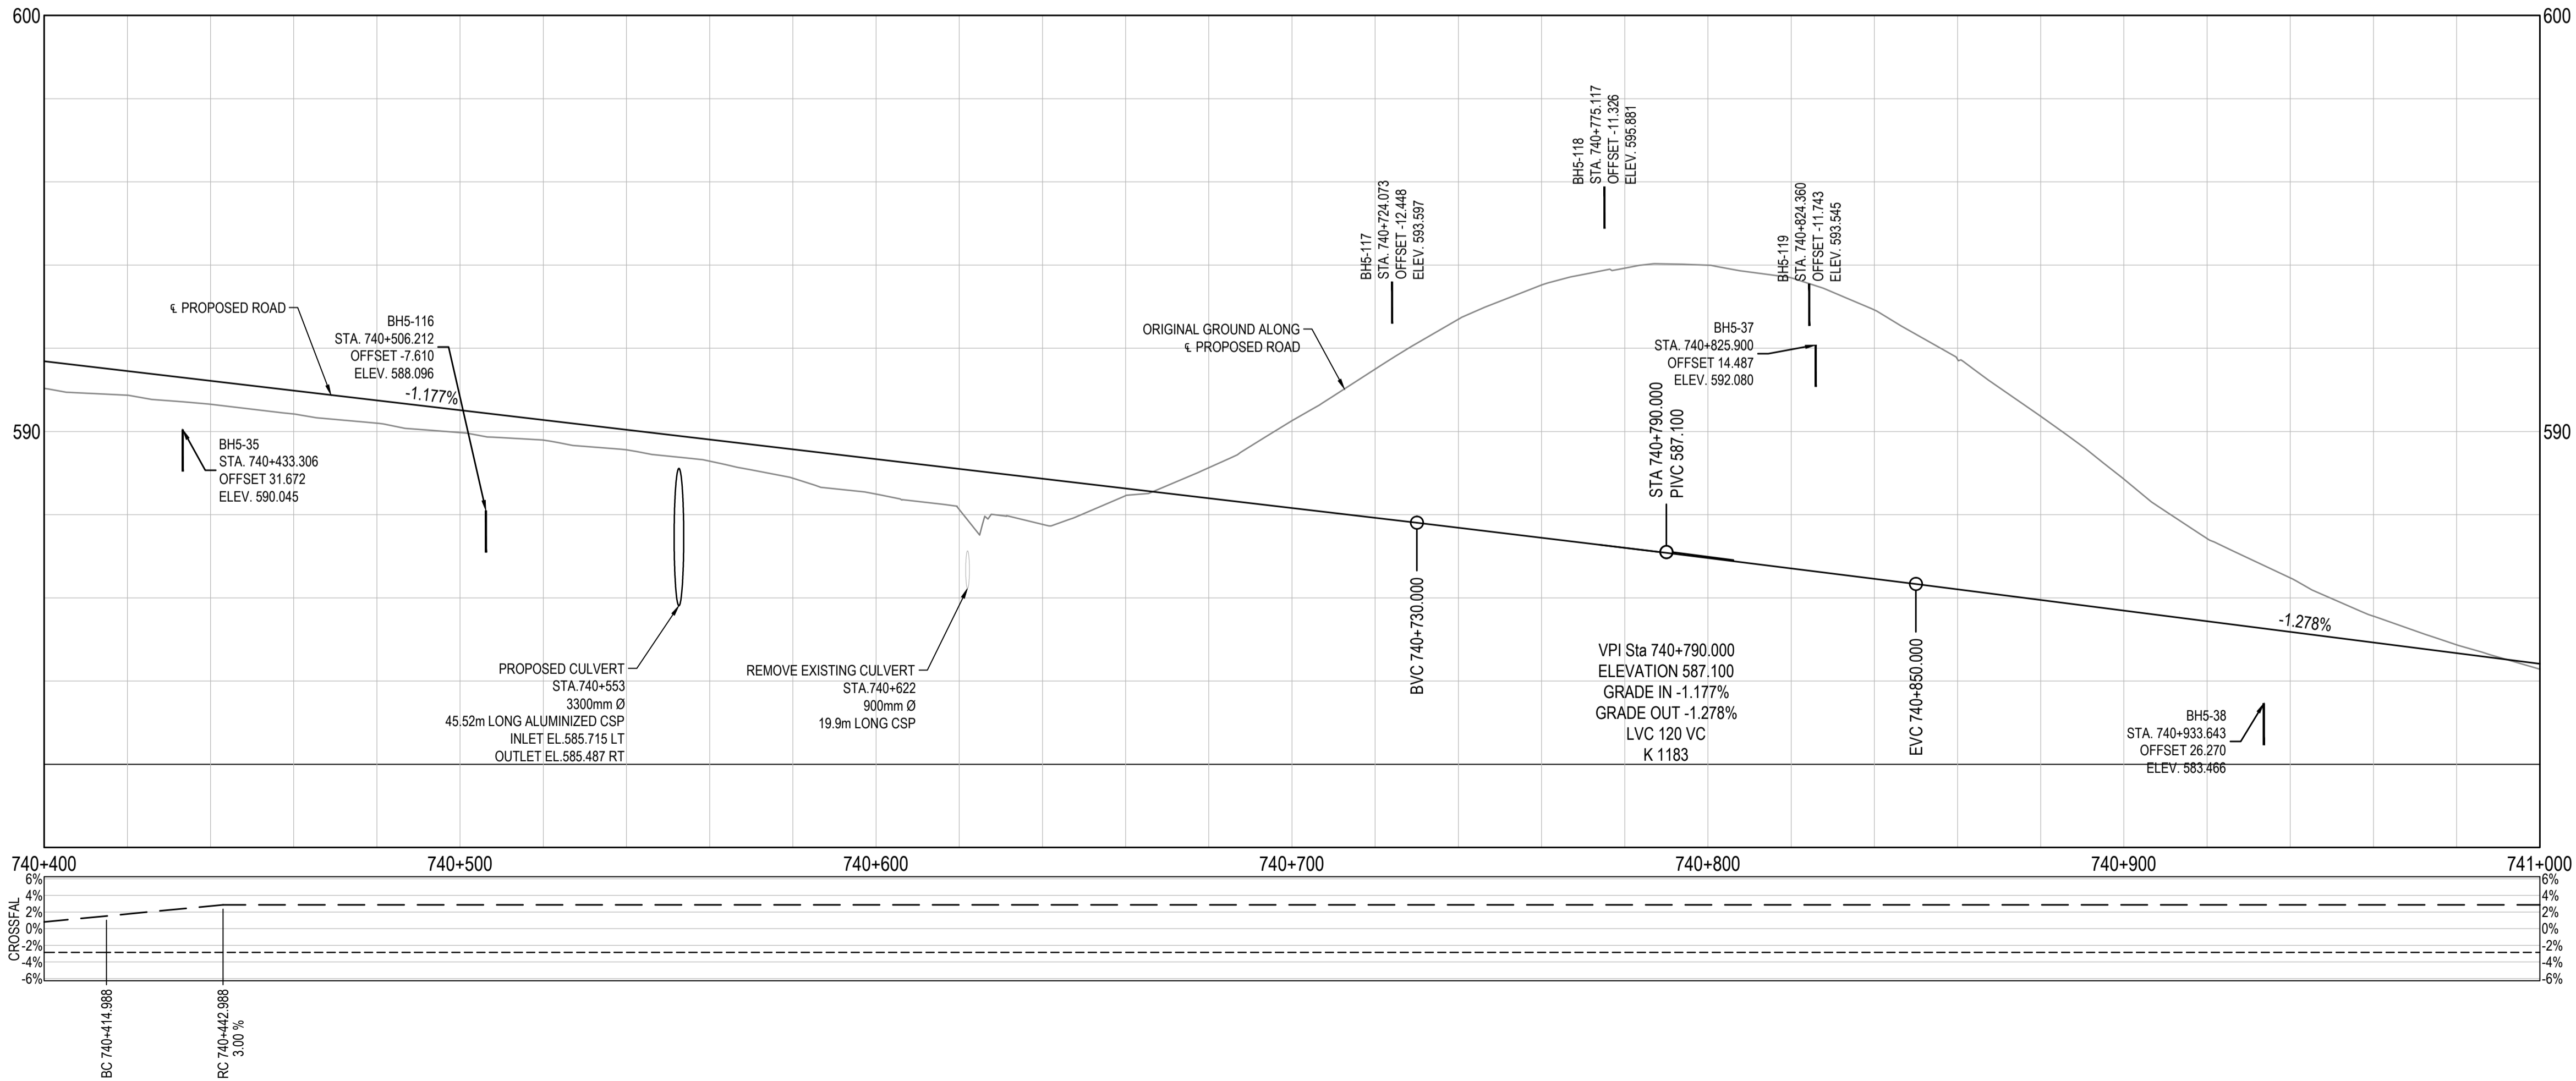 600
600
BH5-118
STA. 740+775.117
OFFSET -11.326
ELEV. 595.881
BH5-117
STA. 740+724.073
OFFSET -12.448
ELEV. 593.597
BH5-119
STA. 740+824.360
OFFSET -11.743
ELEV. 593.545
℄ PROPOSED ROAD
BH5-116
STA. 740+506.212
OFFSET -7.610
ELEV. 588.096
-1.177%
ORIGINAL GROUND ALONG
℄ PROPOSED ROAD
BH5-37
STA. 740+825.900
OFFSET 14.487
ELEV. 592.080
590
590
BH5-35
STA. 740+433.306
OFFSET 31.672
ELEV. 590.045
STA 740+790.000
PIVC 587.100
PROPOSED CULVERT
STA.740+553
3300mm Ø
45.52m LONG ALUMINIZED CSP
INLET EL.585.715 LT
OUTLET EL.585.487 RT
REMOVE EXISTING CULVERT
STA.740+622
900mm Ø
19.9m LONG CSP
BVC 740+730.000
VPI Sta 740+790.000
ELEVATION 587.100
GRADE IN -1.177%
GRADE OUT -1.278%
LVC 120 VC
K 1183
EVC 740+850.000
-1.278%
BH5-38
STA. 740+933.643
OFFSET 26.270
ELEV. 583.466
740+400
740+500
740+600
740+700
740+800
740+900
741+000
CROSSFAL
6%
4%
2%
0%
-2%
-4%
-6%
6%
4%
2%
0%
-2%
-4%
-6%
BC 740+414.988
RC 740+442.988
3.00 %